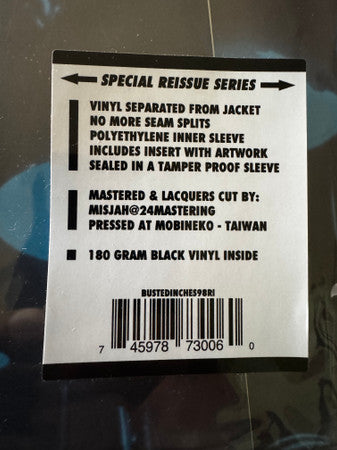 SPECIAL REISSUE SERIES
VINYL SEPARATED FROM JACKET
NO MORE SEAM SPLITS
POLYETHYLENE INNER SLEEVE
INCLUDES INSERT WITH ARTWORK
SEALED IN A TAMPER PROOF SLEEVE
MASTERED & LACQUERS CUT BY:
MISJAH@24MASTERING
PRESSED AT MOBINEKO - TAIWAN
180 GRAM BLACK VINYL INSIDE
BUSTEDINCHES98RI
7 45978 73006 0